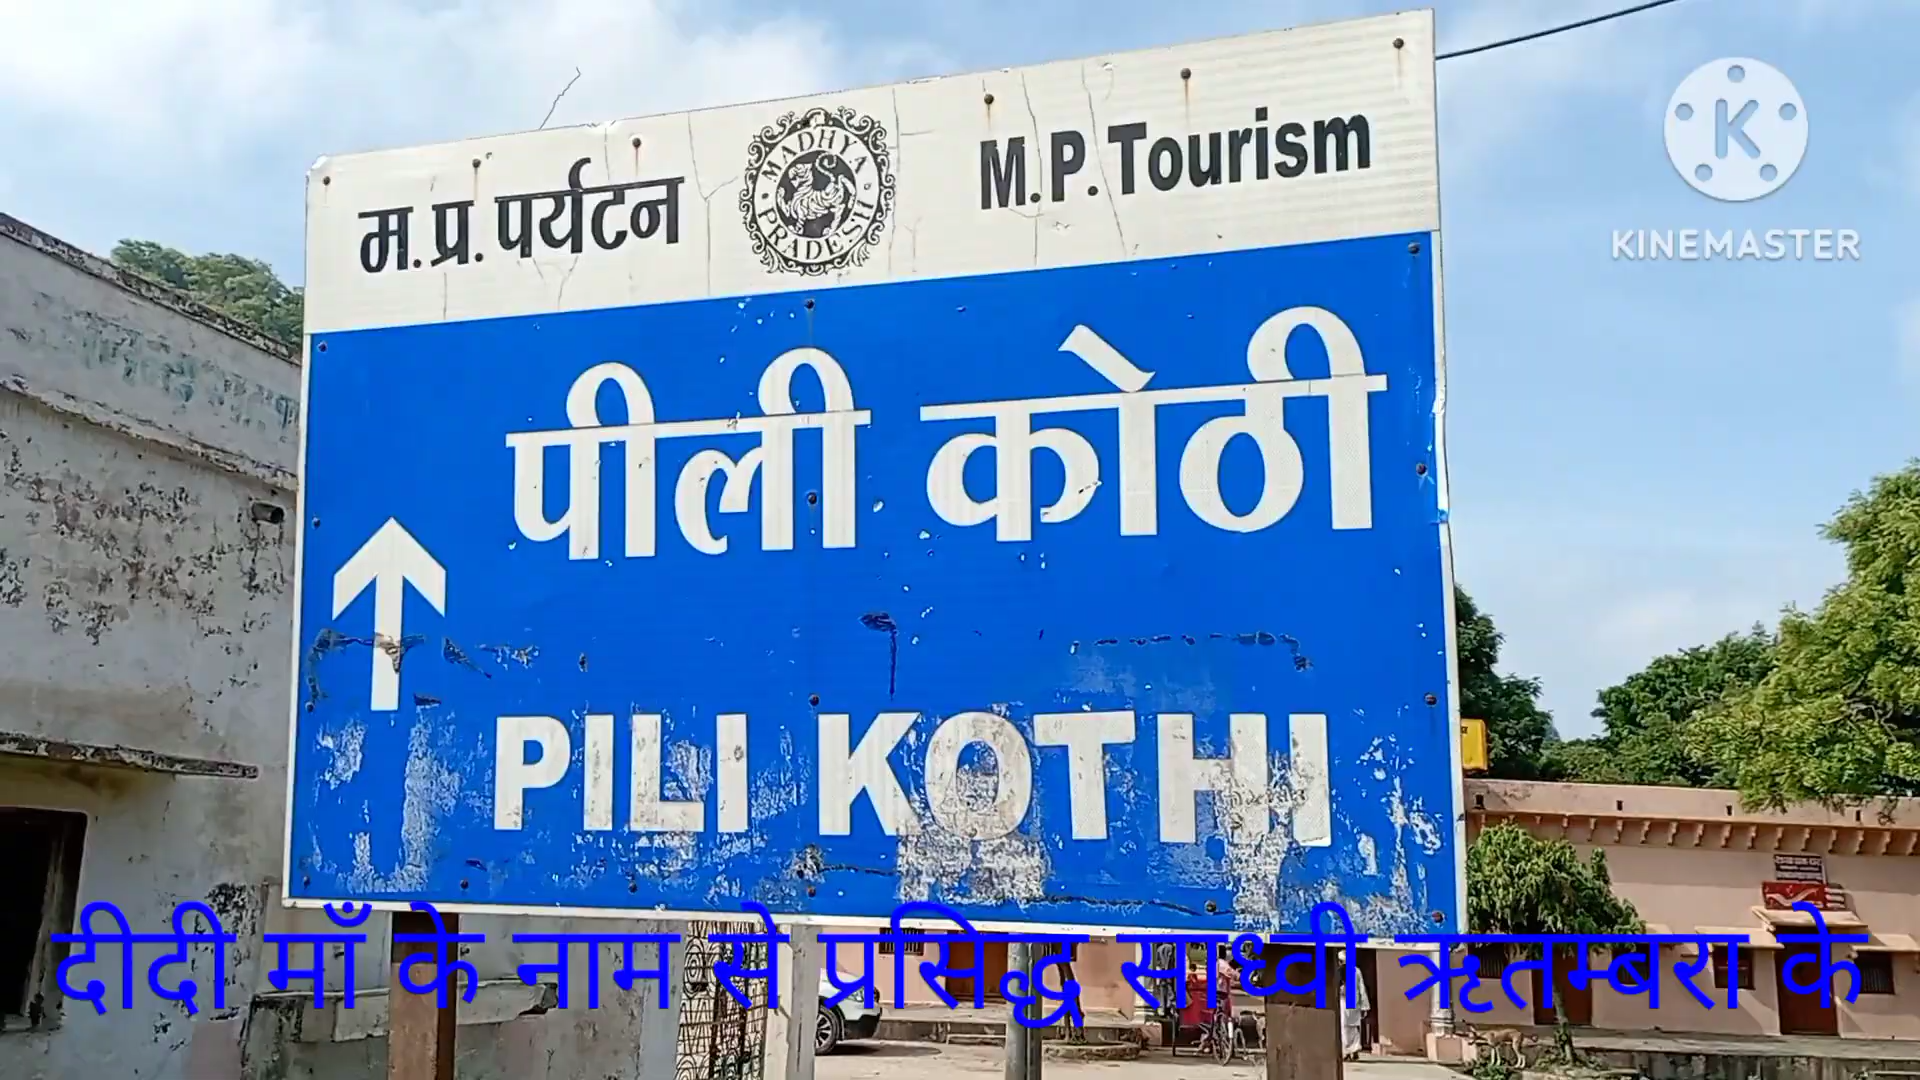 म. प्र. पर्यटन
MADHYA PRADESH
M.P. Tourism
K
KINEMASTER
पीली कोठी
PILI KOTHI
दीदी माँ के नाम से प्रसिद्ध साध्वी ऋतम्बरा के